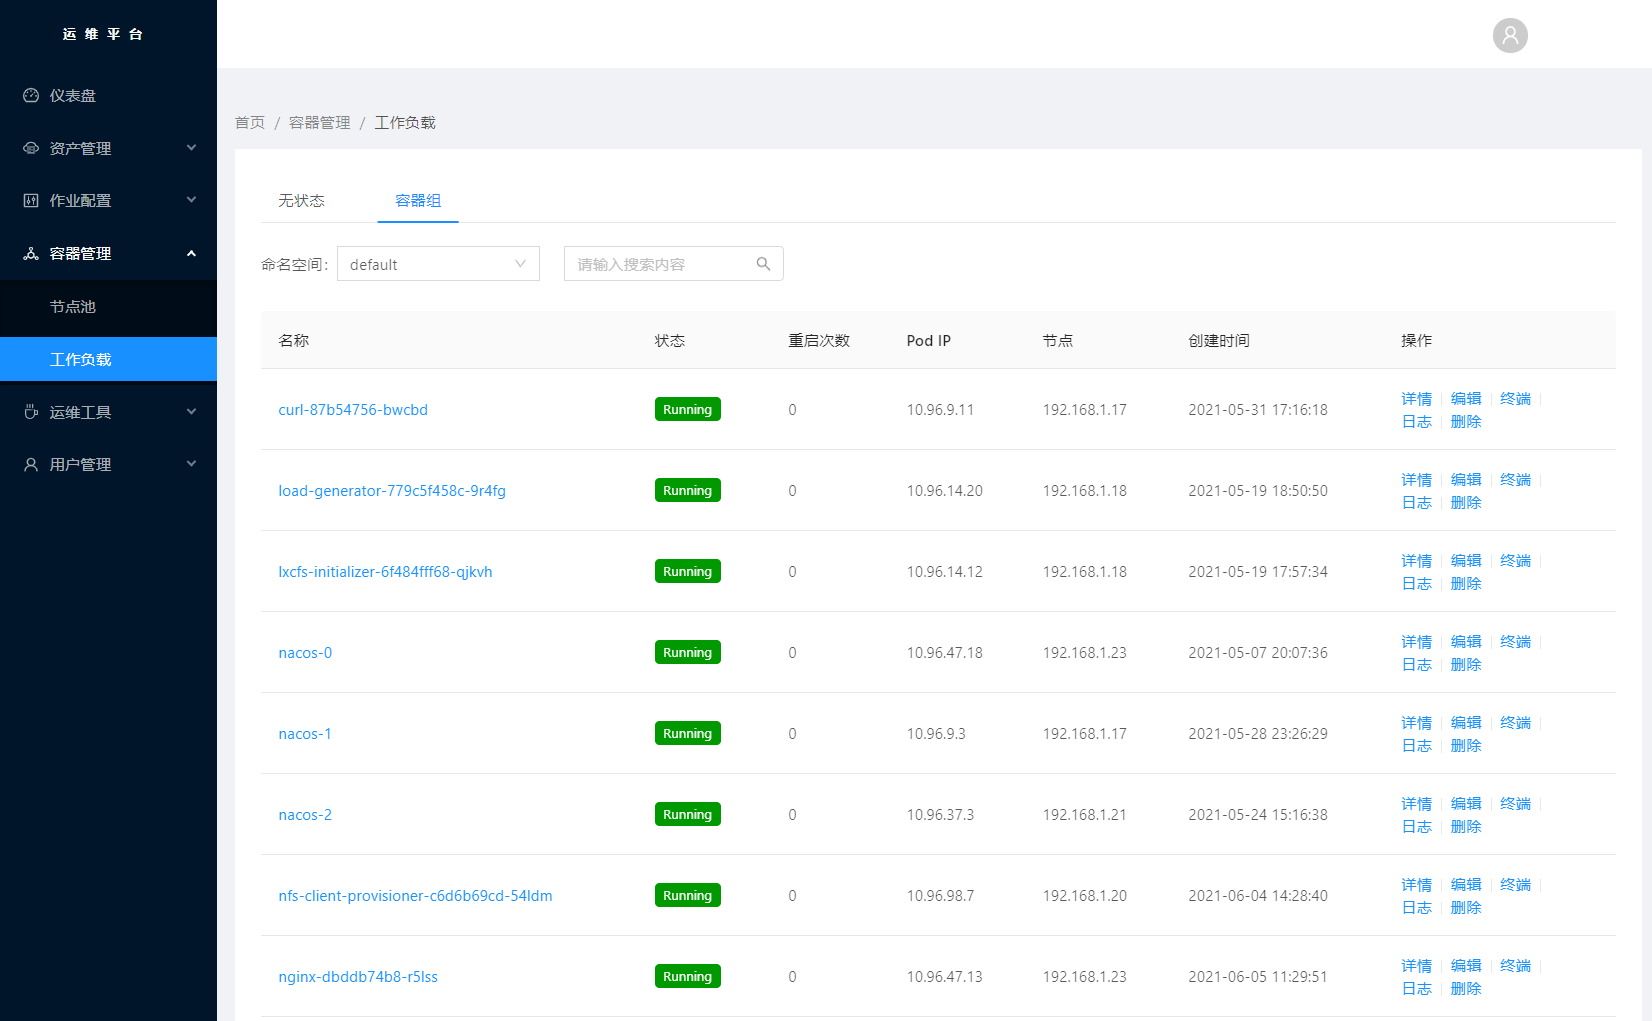 运维平台
仪表盘
资产管理
作业配置
容器管理
节点池
工作负载
运维工具
用户管理
首页 / 容器管理 / 工作负载
无状态 容器组
命名空间: default 请输入搜索内容
名称 状态 重启次数 Pod IP 节点 创建时间 操作
curl-87b54756-bwcbd Running 0 10.96.9.11 192.168.1.17 2021-05-31 17:16:18 详情 编辑 终端
日志 删除
load-generator-779c5f458c-9r4fg Running 0 10.96.14.20 192.168.1.18 2021-05-19 18:50:50 详情 编辑 终端
日志 删除
lxcfs-initializer-6f484fff68-qjkvh Running 0 10.96.14.12 192.168.1.18 2021-05-19 17:57:34 详情 编辑 终端
日志 删除
nacos-0 Running 0 10.96.47.18 192.168.1.23 2021-05-07 20:07:36 详情 编辑 终端
日志 删除
nacos-1 Running 0 10.96.9.3 192.168.1.17 2021-05-28 23:26:29 详情 编辑 终端
日志 删除
nacos-2 Running 0 10.96.37.3 192.168.1.21 2021-05-24 15:16:38 详情 编辑 终端
日志 删除
nfs-client-provisioner-c6d6b69cd-54ldm Running 0 10.96.98.7 192.168.1.20 2021-06-04 14:28:40 详情 编辑 终端
日志 删除
nginx-dbddb74b8-r5lss Running 0 10.96.47.13 192.168.1.23 2021-06-05 11:29:51 详情 编辑 终端
日志 删除